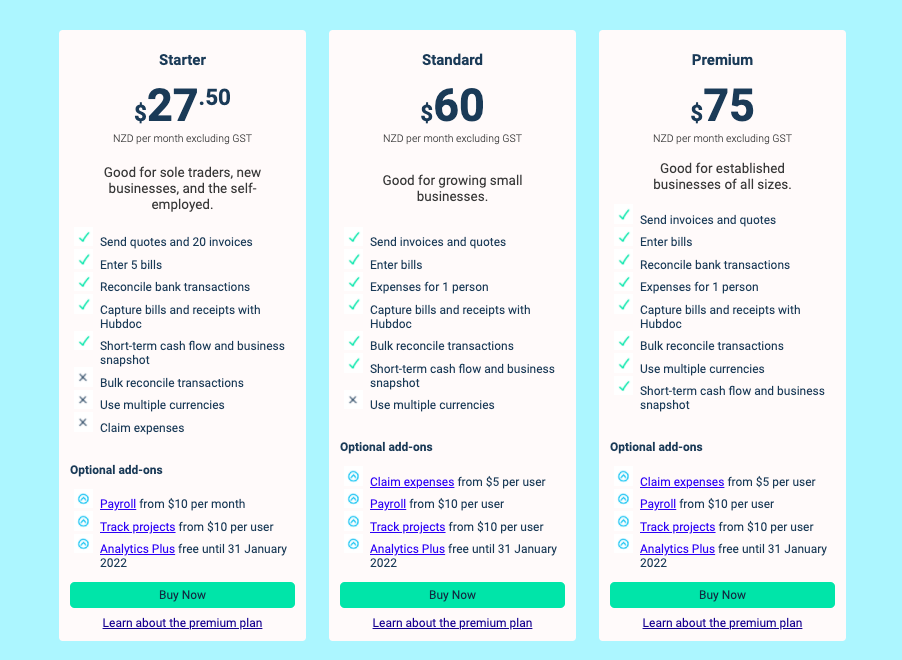 Starter
$27.50
NZD per month excluding GST
Good for sole traders, new
businesses, and the self-
employed.
Send quotes and 20 invoices
Enter 5 bills
Reconcile bank transactions
Capture bills and receipts with
Hubdoc
Short-term cash flow and business
snapshot
Bulk reconcile transactions
Use multiple currencies
Claim expenses
Optional add-ons
Payroll from $10 per month
Track projects from $10 per user
Analytics Plus free until 31 January
2022
Buy Now
Learn about the premium plan
Standard
$60
NZD per month excluding GST
Good for growing small
businesses.
Send invoices and quotes
Enter bills
Expenses for 1 person
Capture bills and receipts with
Hubdoc
Bulk reconcile transactions
Short-term cash flow and business
snapshot
Use multiple currencies
Optional add-ons
Claim expenses from $5 per user
Payroll from $10 per user
Track projects from $10 per user
Analytics Plus free until 31 January
2022
Buy Now
Learn about the premium plan
Premium
$75
NZD per month excluding GST
Good for established
businesses of all sizes.
Send invoices and quotes
Enter bills
Reconcile bank transactions
Expenses for 1 person
Capture bills and receipts with
Hubdoc
Bulk reconcile transactions
Use multiple currencies
Short-term cash flow and business
snapshot
Optional add-ons
Claim expenses from $5 per user
Payroll from $10 per user
Track projects from $10 per user
Analytics Plus free until 31 January
2022
Buy Now
Learn about the premium plan